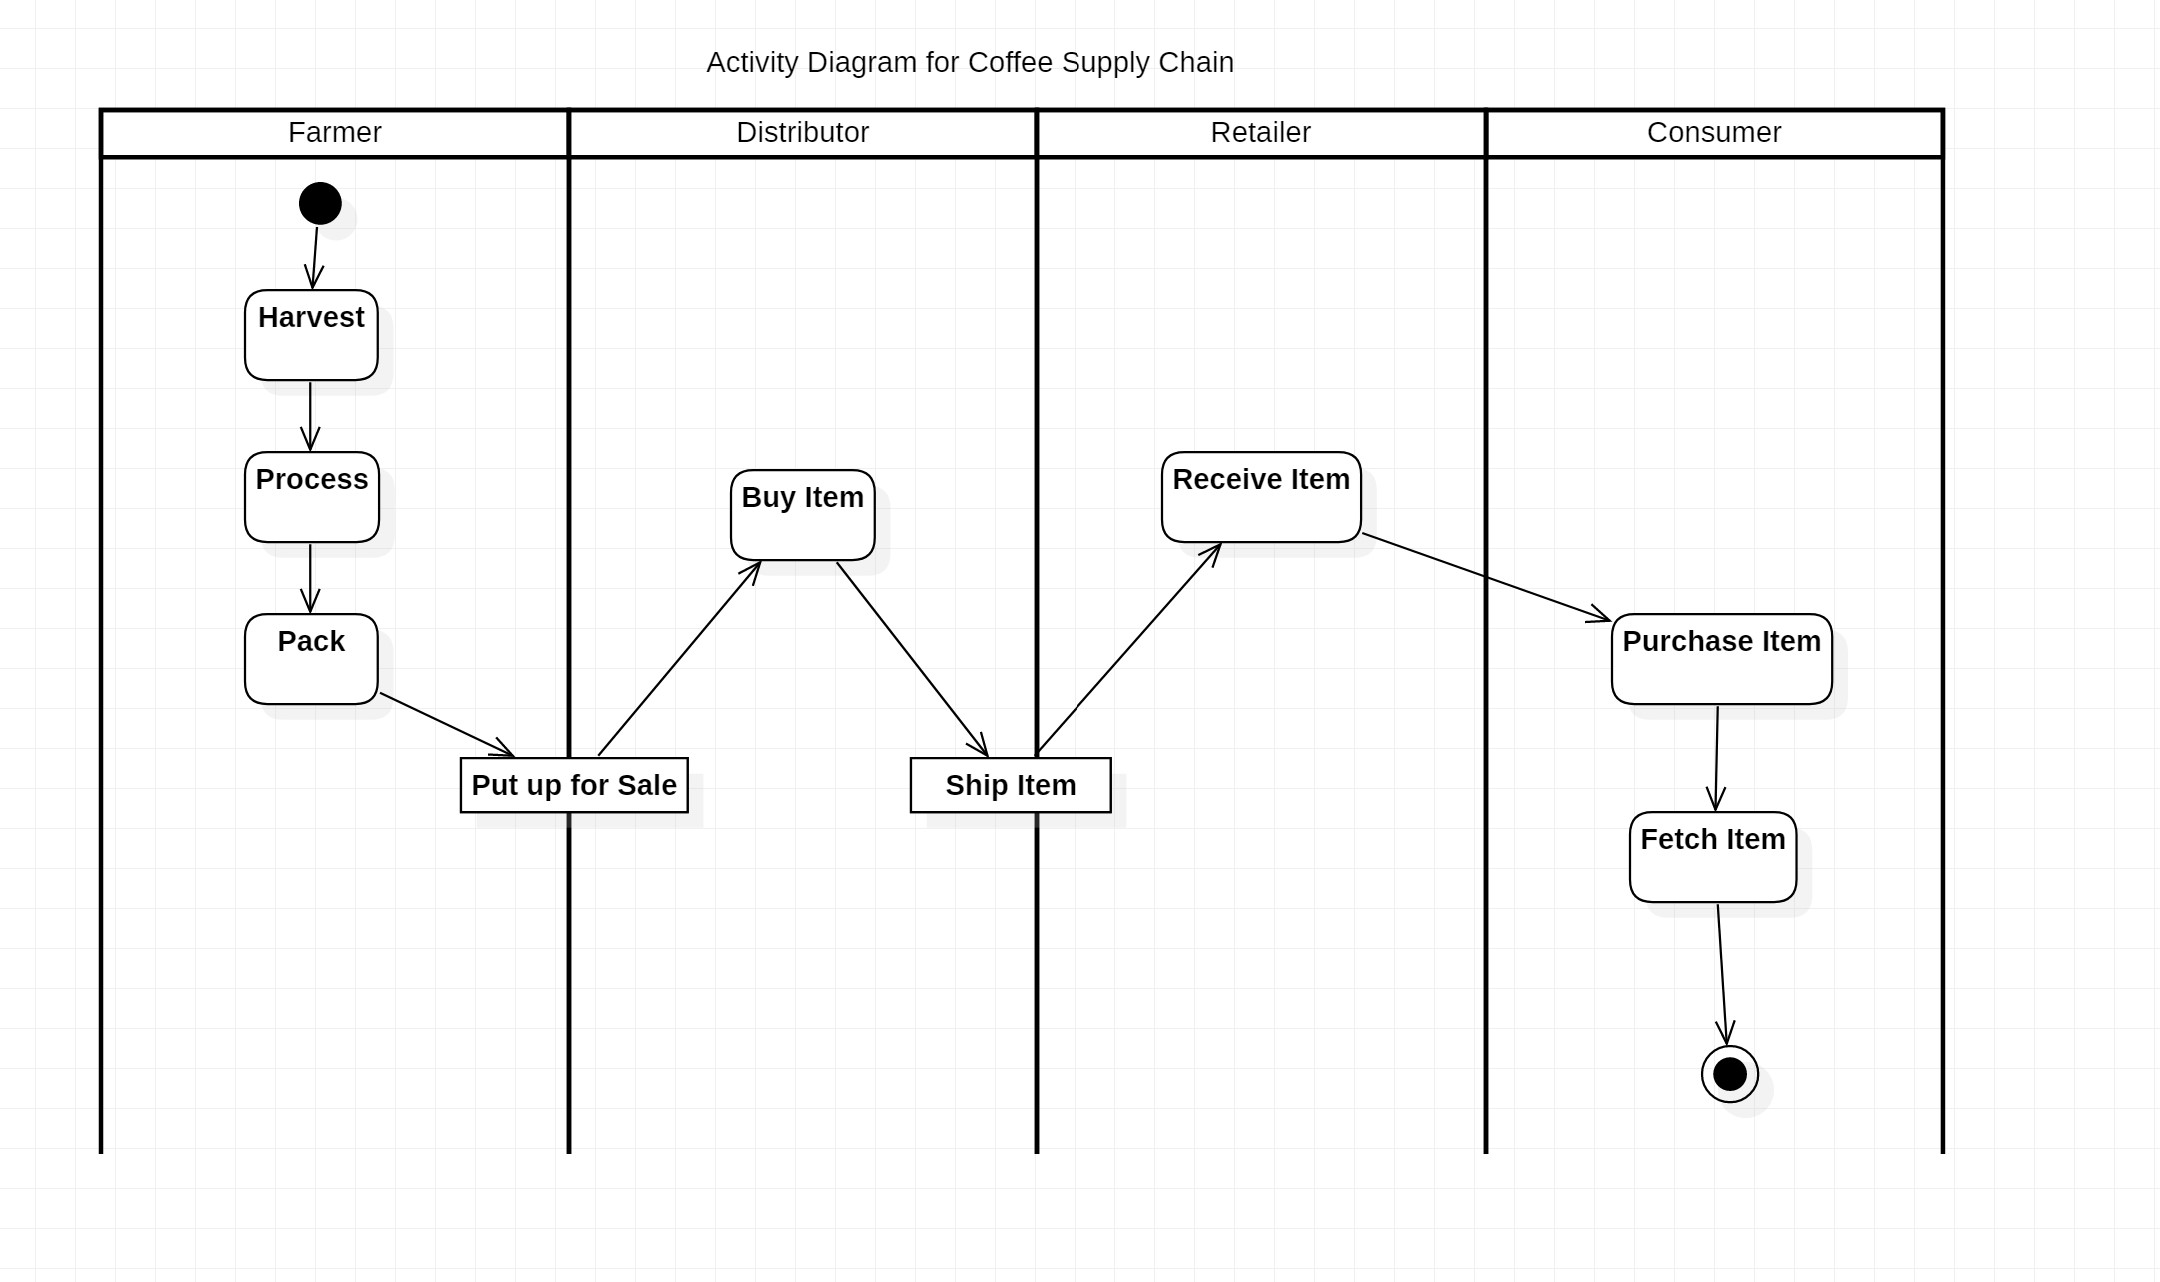 Activity Diagram for Coffee Supply Chain
Farmer
Distributor
Retailer
Consumer
Harvest
Process
Pack
Put up for Sale
Buy Item
Ship Item
Receive Item
Purchase Item
Fetch Item